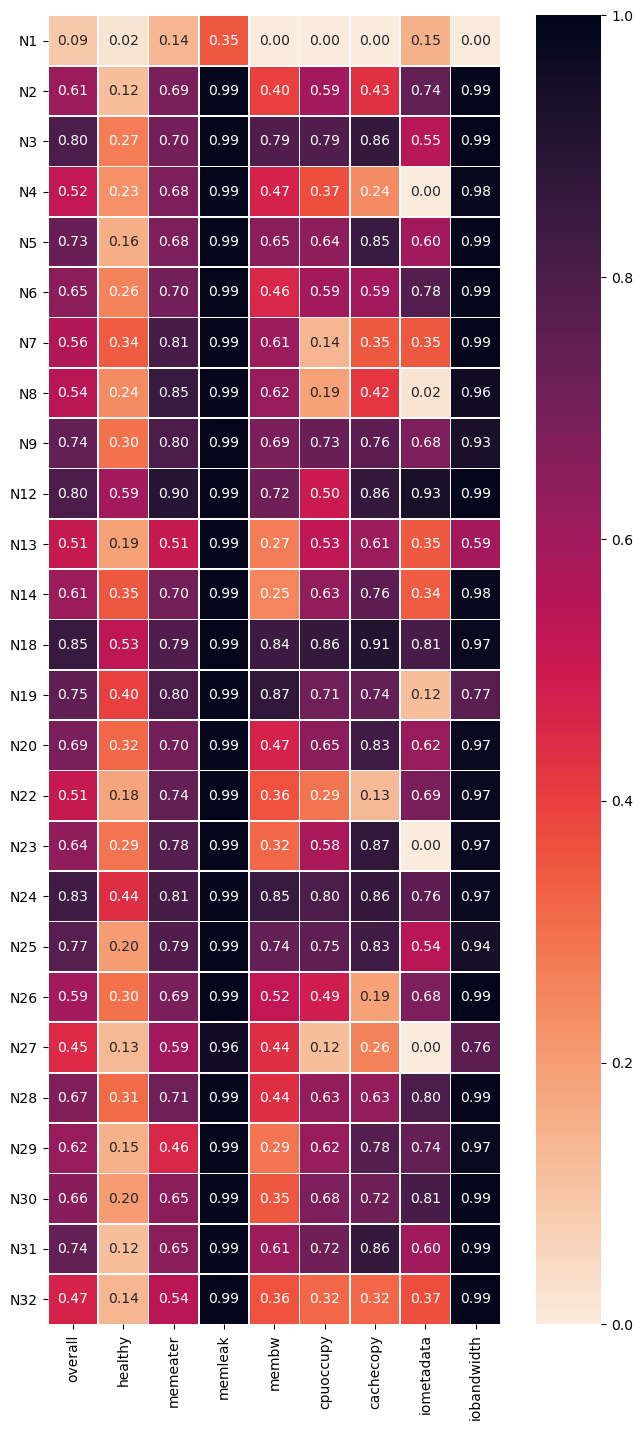 N1 0.09 0.02 0.14 0.35 0.00 0.00 0.00 0.15 0.00
N2 0.61 0.12 0.69 0.99 0.40 0.59 0.43 0.74 0.99
N3 0.80 0.27 0.70 0.99 0.79 0.79 0.86 0.55 0.99
N4 0.52 0.23 0.68 0.99 0.47 0.37 0.24 0.00 0.98
N5 0.73 0.16 0.68 0.99 0.65 0.64 0.85 0.60 0.99
N6 0.65 0.26 0.70 0.99 0.46 0.59 0.59 0.78 0.99
N7 0.56 0.34 0.81 0.99 0.61 0.14 0.35 0.35 0.99
N8 0.54 0.24 0.85 0.99 0.62 0.19 0.42 0.02 0.96
N9 0.74 0.30 0.80 0.99 0.69 0.73 0.76 0.68 0.93
N12 0.80 0.59 0.90 0.99 0.72 0.50 0.86 0.93 0.99
N13 0.51 0.19 0.51 0.99 0.27 0.53 0.61 0.35 0.59
N14 0.61 0.35 0.70 0.99 0.25 0.63 0.76 0.34 0.98
N18 0.85 0.53 0.79 0.99 0.84 0.86 0.91 0.81 0.97
N19 0.75 0.40 0.80 0.99 0.87 0.71 0.74 0.12 0.77
N20 0.69 0.32 0.70 0.99 0.47 0.65 0.83 0.62 0.97
N22 0.51 0.18 0.74 0.99 0.36 0.29 0.13 0.69 0.97
N23 0.64 0.29 0.78 0.99 0.32 0.58 0.87 0.00 0.97
N24 0.83 0.44 0.81 0.99 0.85 0.80 0.86 0.76 0.97
N25 0.77 0.20 0.79 0.99 0.74 0.75 0.83 0.54 0.94
N26 0.59 0.30 0.69 0.99 0.52 0.49 0.19 0.68 0.99
N27 0.45 0.13 0.59 0.96 0.44 0.12 0.26 0.00 0.76
N28 0.67 0.31 0.71 0.99 0.44 0.63 0.63 0.80 0.99
N29 0.62 0.15 0.46 0.99 0.29 0.62 0.78 0.74 0.97
N30 0.66 0.20 0.65 0.99 0.35 0.68 0.72 0.81 0.99
N31 0.74 0.12 0.65 0.99 0.61 0.72 0.86 0.60 0.99
N32 0.47 0.14 0.54 0.99 0.36 0.32 0.32 0.37 0.99
overall healthy memeater memleak membw cpuoccupy cachecopy iometadata iobandwidth
1.0
0.8
0.6
0.4
0.2
0.0